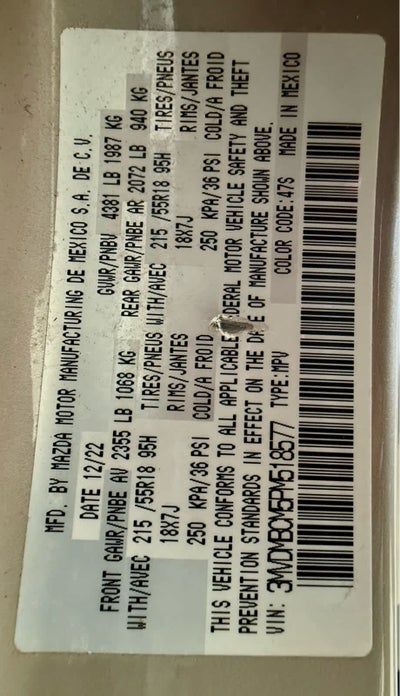 MFD. BY MAZDA MOTOR MANUFACTURING DE MEXICO S.A. DE C.V.
DATE 12/22 GVWR/PNBV 4381 LB 1987 KG
FRONT GAWR/PNBE AV 2355 LB 1068 KG REAR GAWR/PNBE AR 2072 LB 940 KG
WITH/AVEC 215 /55R18 95H TIRES/PNEUS WITH/AVEC 215 /55R18 95H TIRES/PNEUS
18X7J RIMS/JANTES 18X7J RIMS/JANTES
250 KPA/36 PSI COLD/A FROID 250 KPA/36 PSI COLD/A FROID
THIS VEHICLE CONFORMS TO ALL APPLICABLE DERAL MOTOR VEHICLE SAFETY AND THEFT
PREVENTION STANDARDS IN EFFECT ON THE DA E OF MANUFACTURE SHOWN ABOVE.
VIN: 3MVDMBCM5PM518577 TYPE:MPV COLOR CODE:47S MADE IN MEXICO